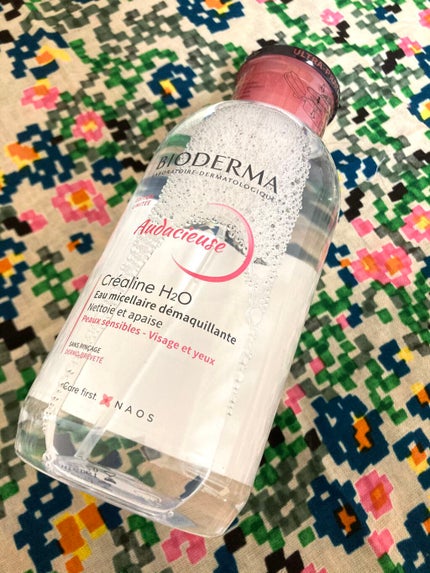 BIODERMA
LABORATOIRE DERMATOLOGIQUE
Audacieuse
Créaline H2O
Eau micellaire démaquillante
Nettoie et apaise
Peaux sensibles - Visage et yeux
SANS RINÇAGE
Care first
NAOS